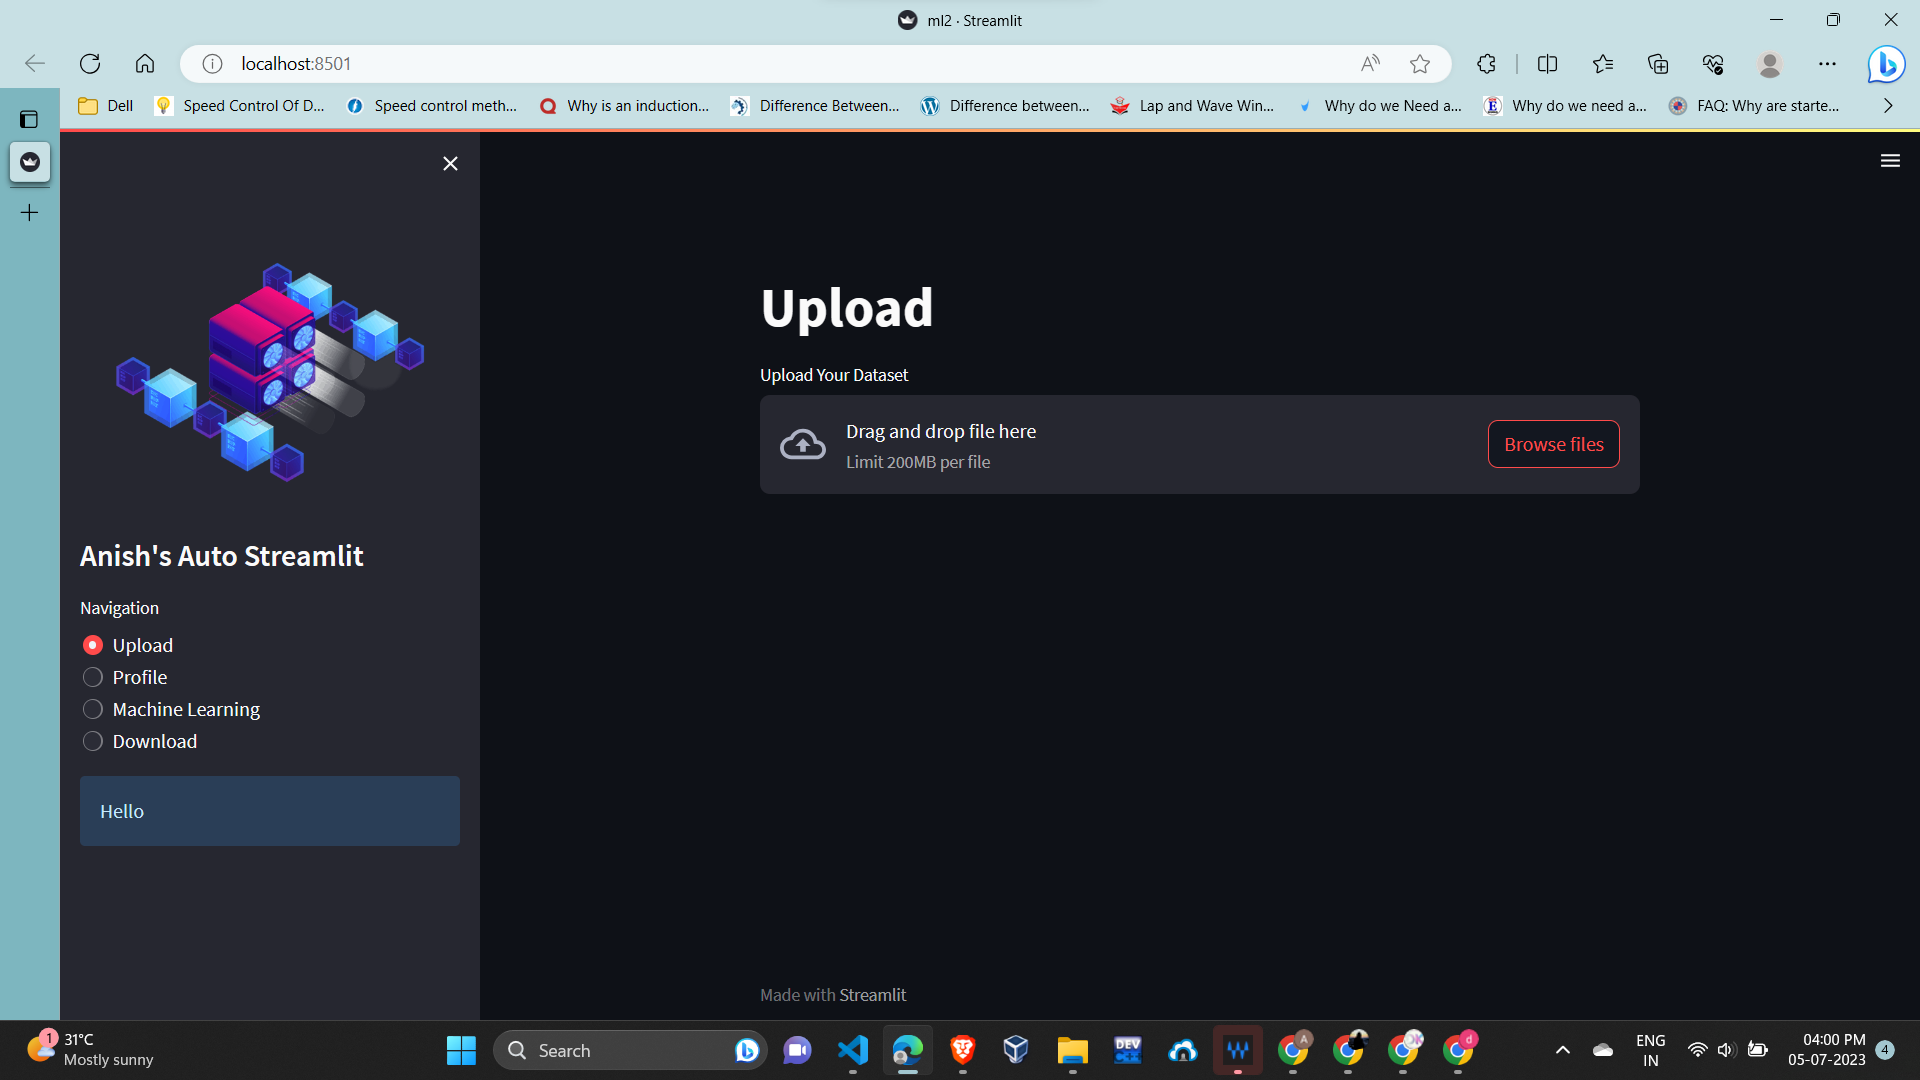 ml2 · Streamlit
localhost:8501
Dell
Speed Control Of D...
Speed control meth...
Why is an induction...
Difference Between...
Difference between...
Lap and Wave Win...
Why do we Need a...
Why do we need a...
FAQ: Why are starte...
Anish's Auto Streamlit
Navigation
Upload
Profile
Machine Learning
Download
Hello
Upload
Upload Your Dataset
Drag and drop file here
Limit 200MB per file
Browse files
Made with Streamlit
1
31°C
Mostly sunny
Search
DEV
C++
A
d
ENG
IN
04:00 PM
05-07-2023
4